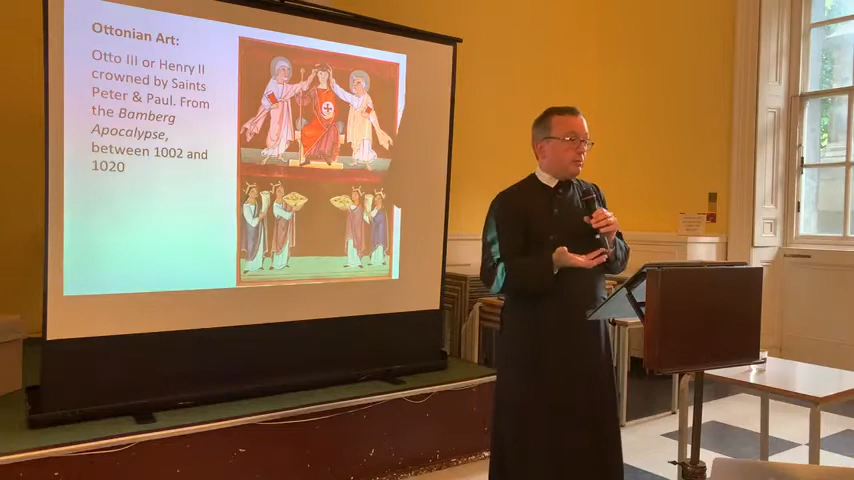 Ottonian Art:
Otto III or Henry II
crowned by Saints
Peter & Paul. From
the Bamberg
Apocalypse,
between 1002 and
1020